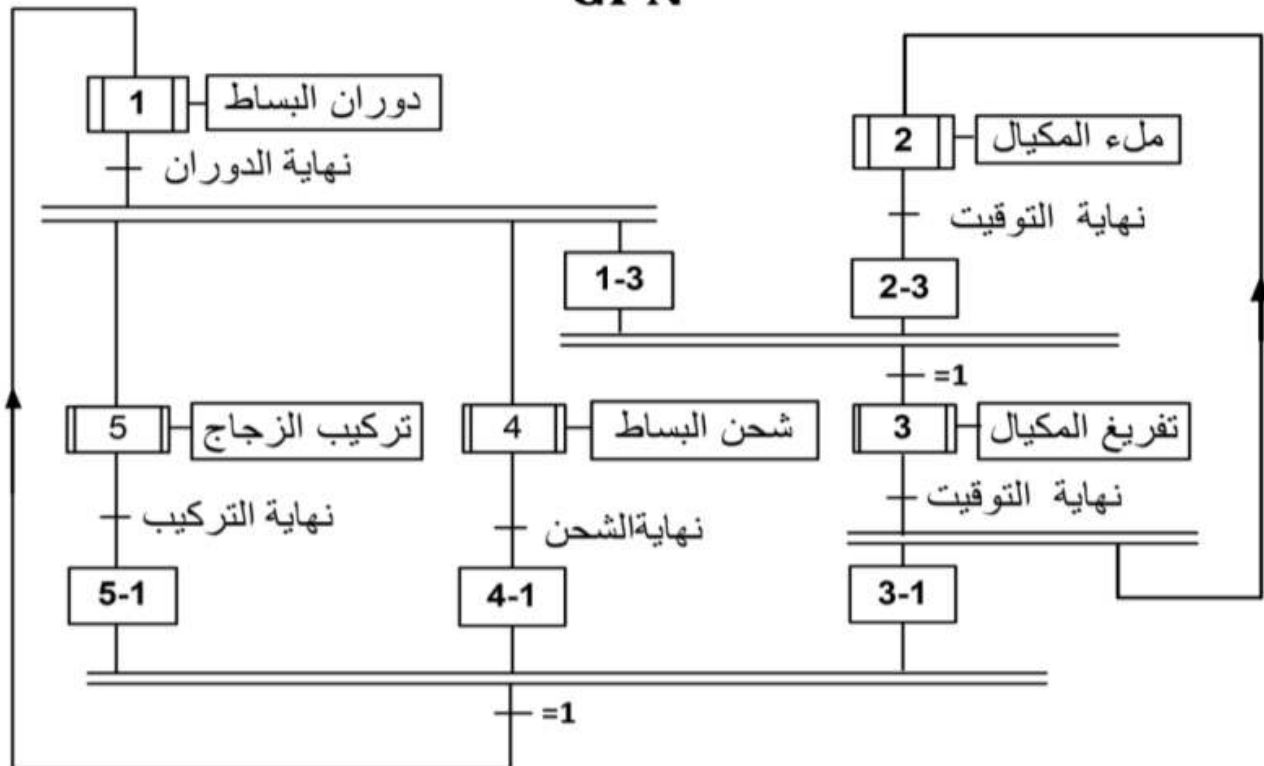 GPN
1 دوران البساط
2 ملء المكيال
نهاية الدوران
نهاية التوقيت
1-3
2-3
=1
5 تركيب الزجاج
4 شحن البساط
3 تفريغ المكيال
نهاية التركيب
نهايةالشحن
نهاية التوقيت
5-1
4-1
3-1
=1